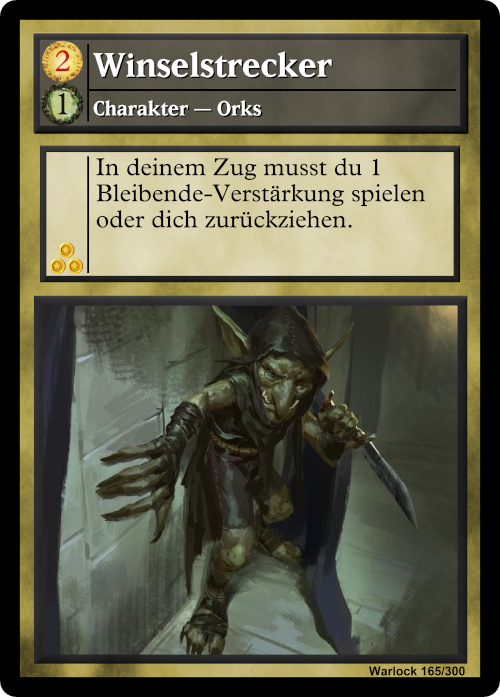 2
Winselstrecker
1
Charakter — Orks
In deinem Zug musst du 1
Bleibende-Verstärkung spielen
oder dich zurückziehen.
Warlock 165/300